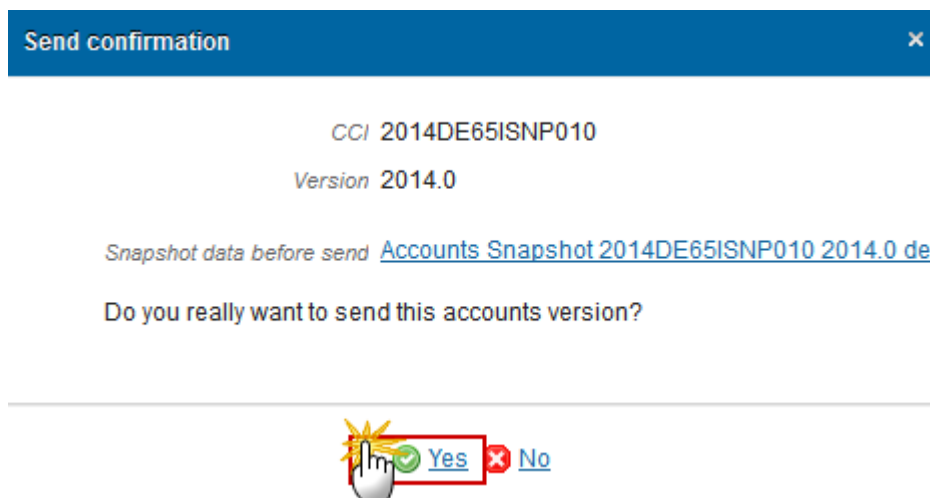 Send confirmation ×
CCI 2014DE65ISNP010
Version 2014.0
Snapshot data before send Accounts Snapshot 2014DE65ISNP010 2014.0 de
Do you really want to send this accounts version?
Yes No